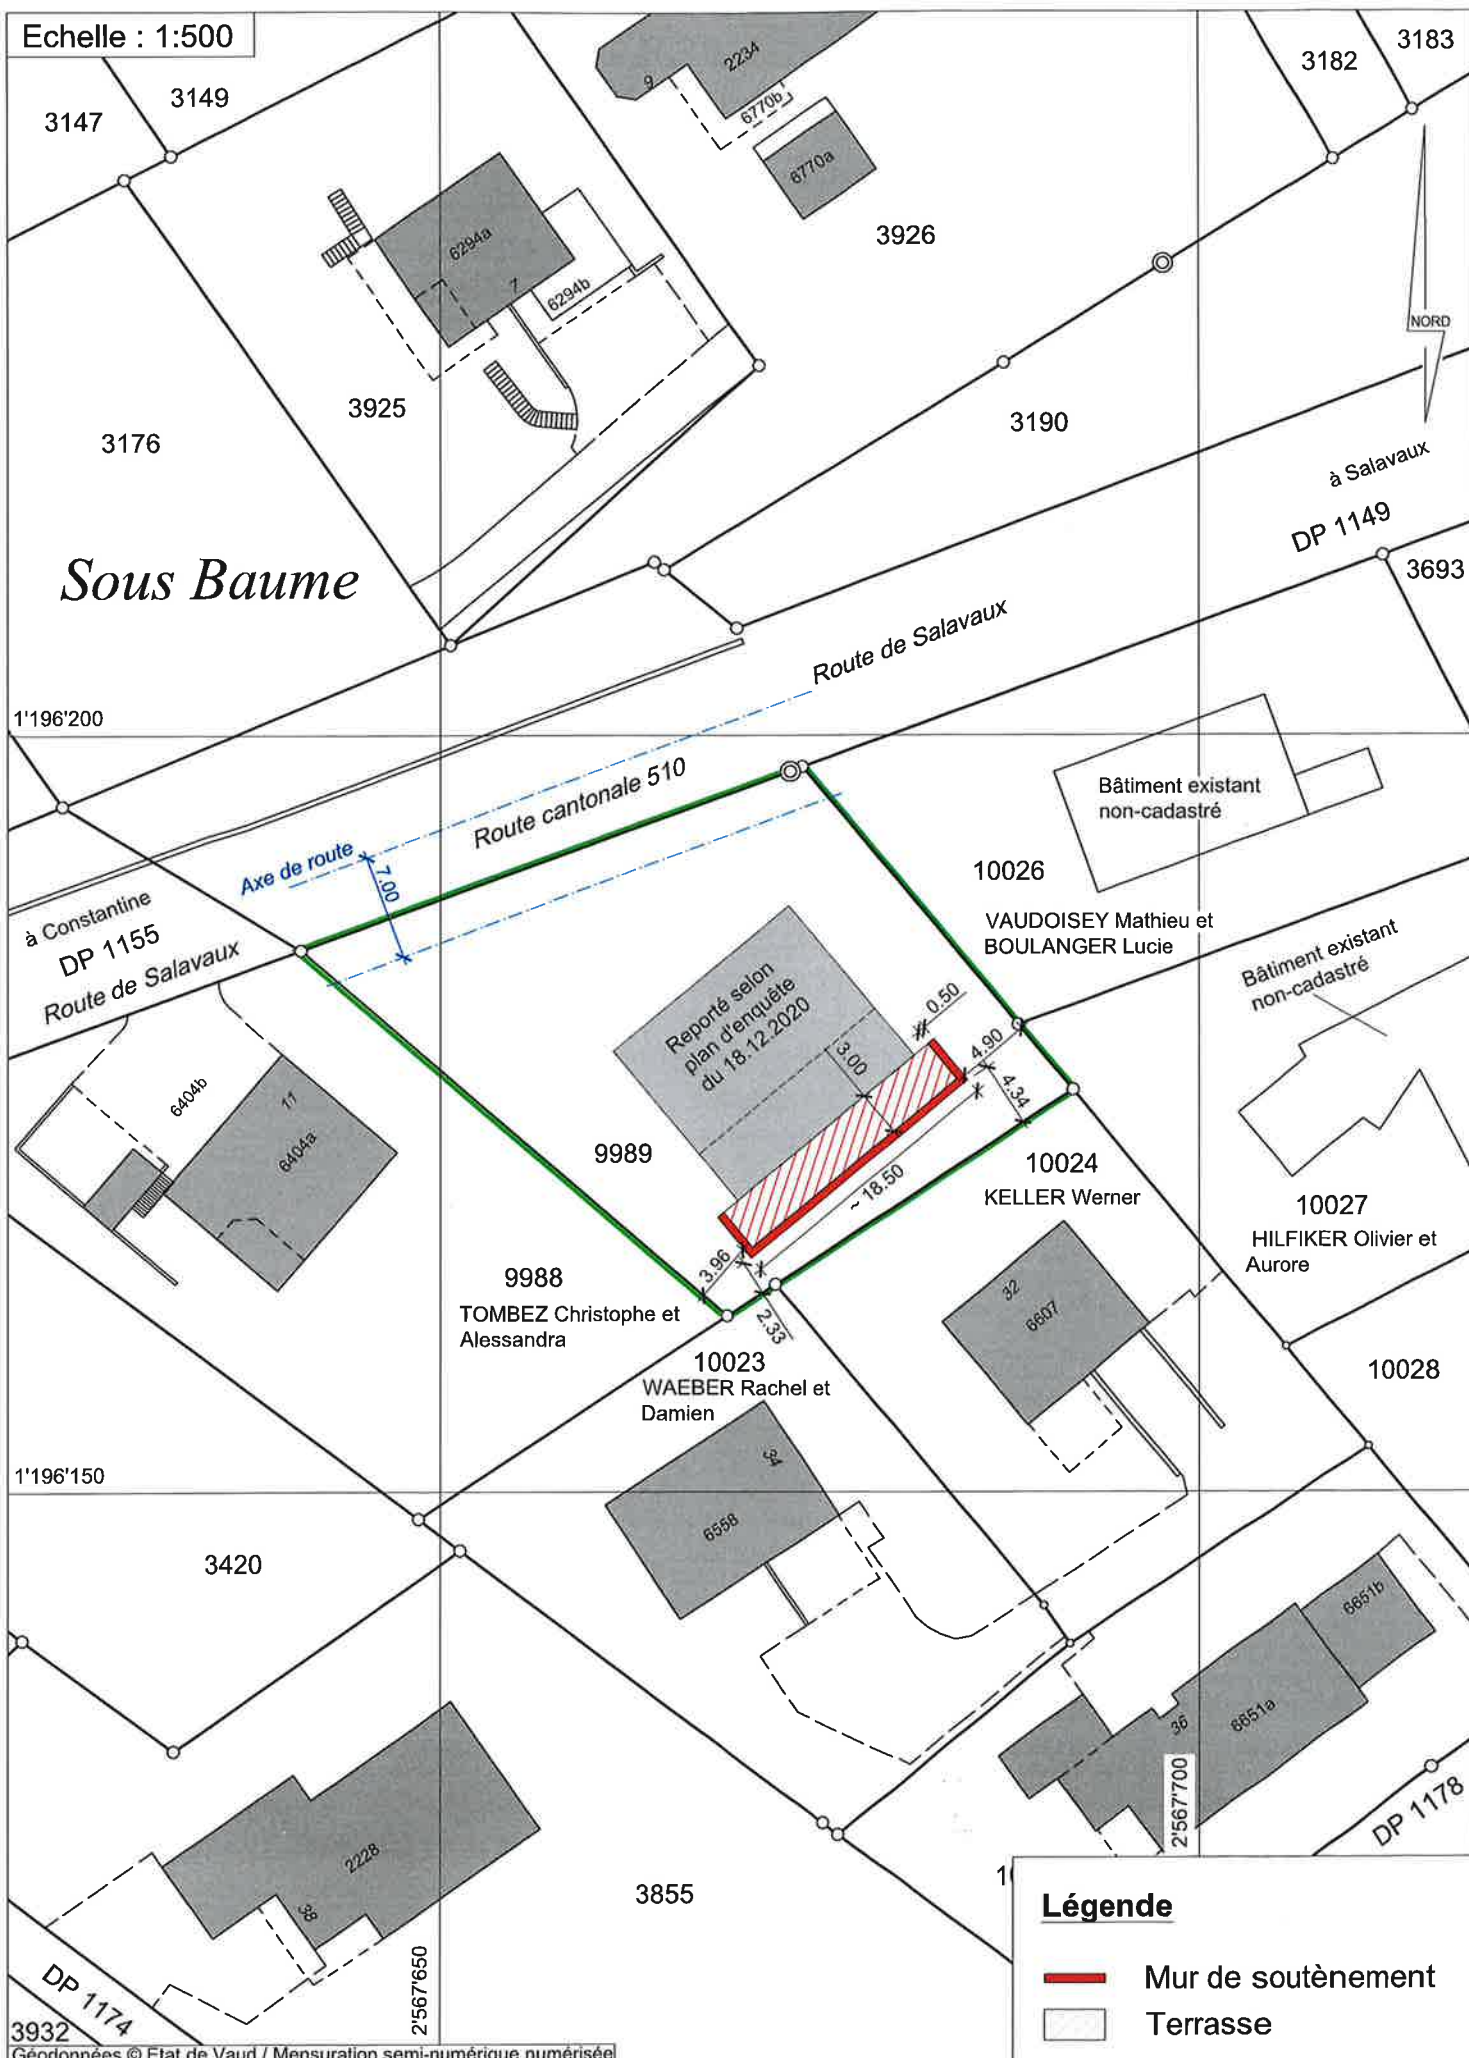 Echelle : 1:500
3147
3149
2234
9
6770b
6770a
3182
3183
3926
6294a
7
6294b
NORD
3925
3176
3190
à Salavaux
DP 1149
3693
Sous Baume
Route de Salavaux
1'196'200
Route cantonale 510
Axe de route
7.00
Bâtiment existant
non-cadastré
10026
VAUDOISEY Mathieu et
BOULANGER Lucie
à Constantine
DP 1155
Route de Salavaux
Bâtiment existant
non-cadastré
Reporté selon
plan d'enquête
du 18.12.2020
0.50
4.90
3.00
4.34
6404b
11
6404a
9989
~ 18.50
10024
KELLER Werner
10027
HILFIKER Olivier et
Aurore
3.96
2.33
9988
TOMBEZ Christophe et
Alessandra
32
6607
10023
WAEBER Rachel et
Damien
10028
34
6558
1'196'150
3420
6651b
6651a
36
2'567'700
DP 1178
2228
38
3855
10
2'567'650
DP 1174
3932
Légende
Mur de soutènement
Terrasse
Géodonnées © Etat de Vaud / Mensuration semi-numérique numérisée